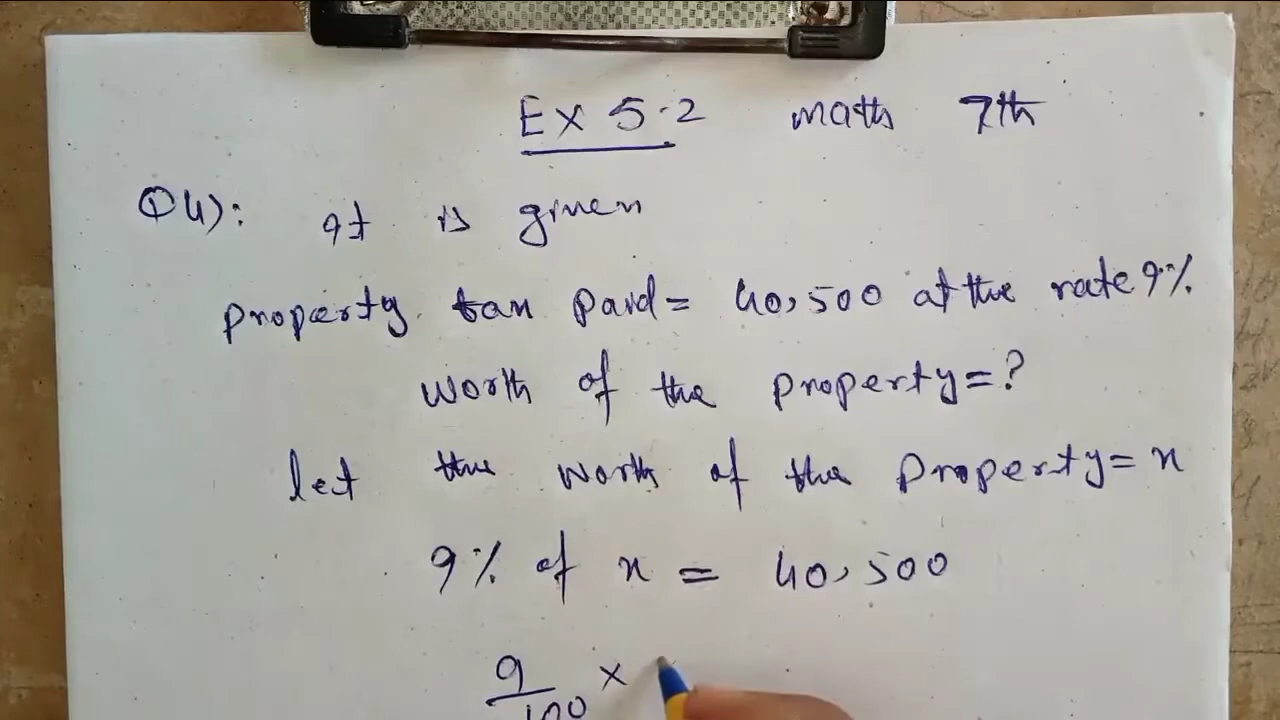 Ex 5.2 math 7th
Q4): It is given
property tax paid = 40,500 at the rate 9%
worth of the property = ?
let the worth of the property = x
9% of x = 40,500
9/100 ×